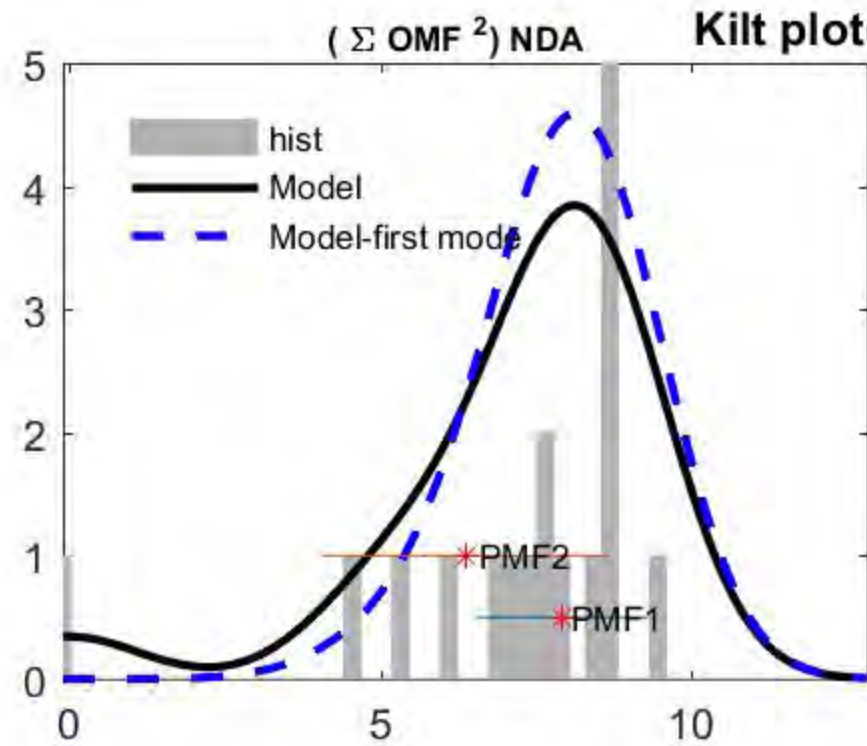 ( Σ OMF ²) NDA
Kilt plot
5
hist
4
Model
Model-first mode
3
2
1
PMF2
PMF1
0
0 5 10